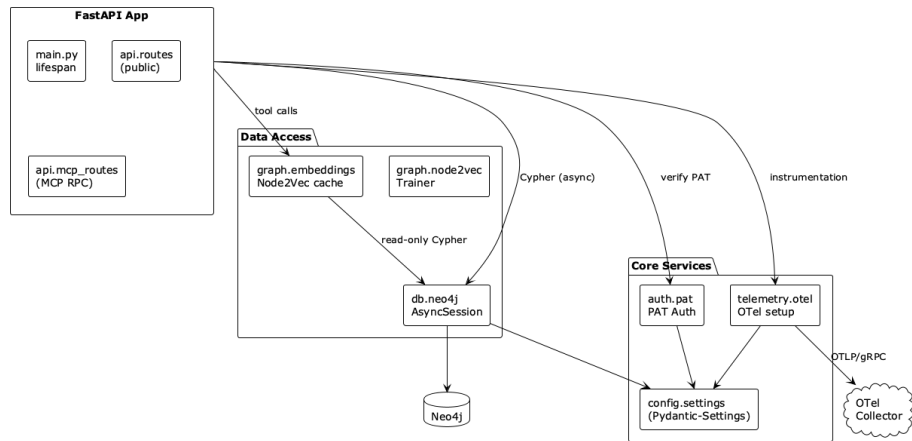 FastAPI App
main.py
lifespan
api.routes
(public)
api.mcp_routes
(MCP RPC)
tool calls
Data Access
graph.embeddings
Node2Vec cache
graph.node2vec
Trainer
Cypher (async)
verify PAT
instrumentation
read-only Cypher
Core Services
db.neo4j
AsyncSession
auth.pat
PAT Auth
telemetry.otel
OTel setup
OTLP/gRPC
Neo4j
config.settings
(Pydantic-Settings)
OTel
Collector